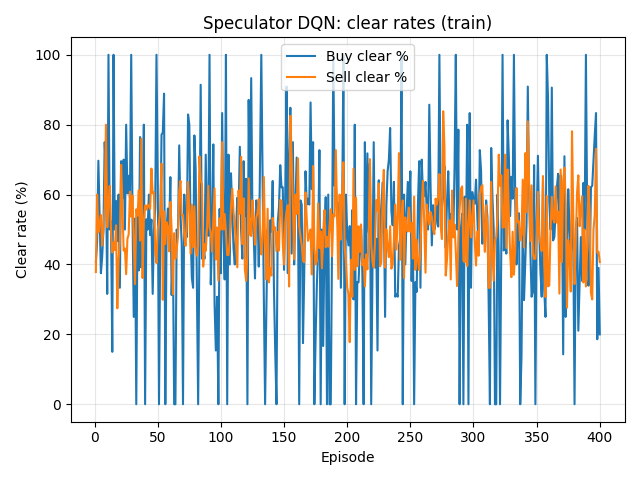 Speculator DQN: clear rates (train)
Buy clear %
Sell clear %
Clear rate (%)
100
80
60
40
20
0
0 50 100 150 200 250 300 350 400
Episode